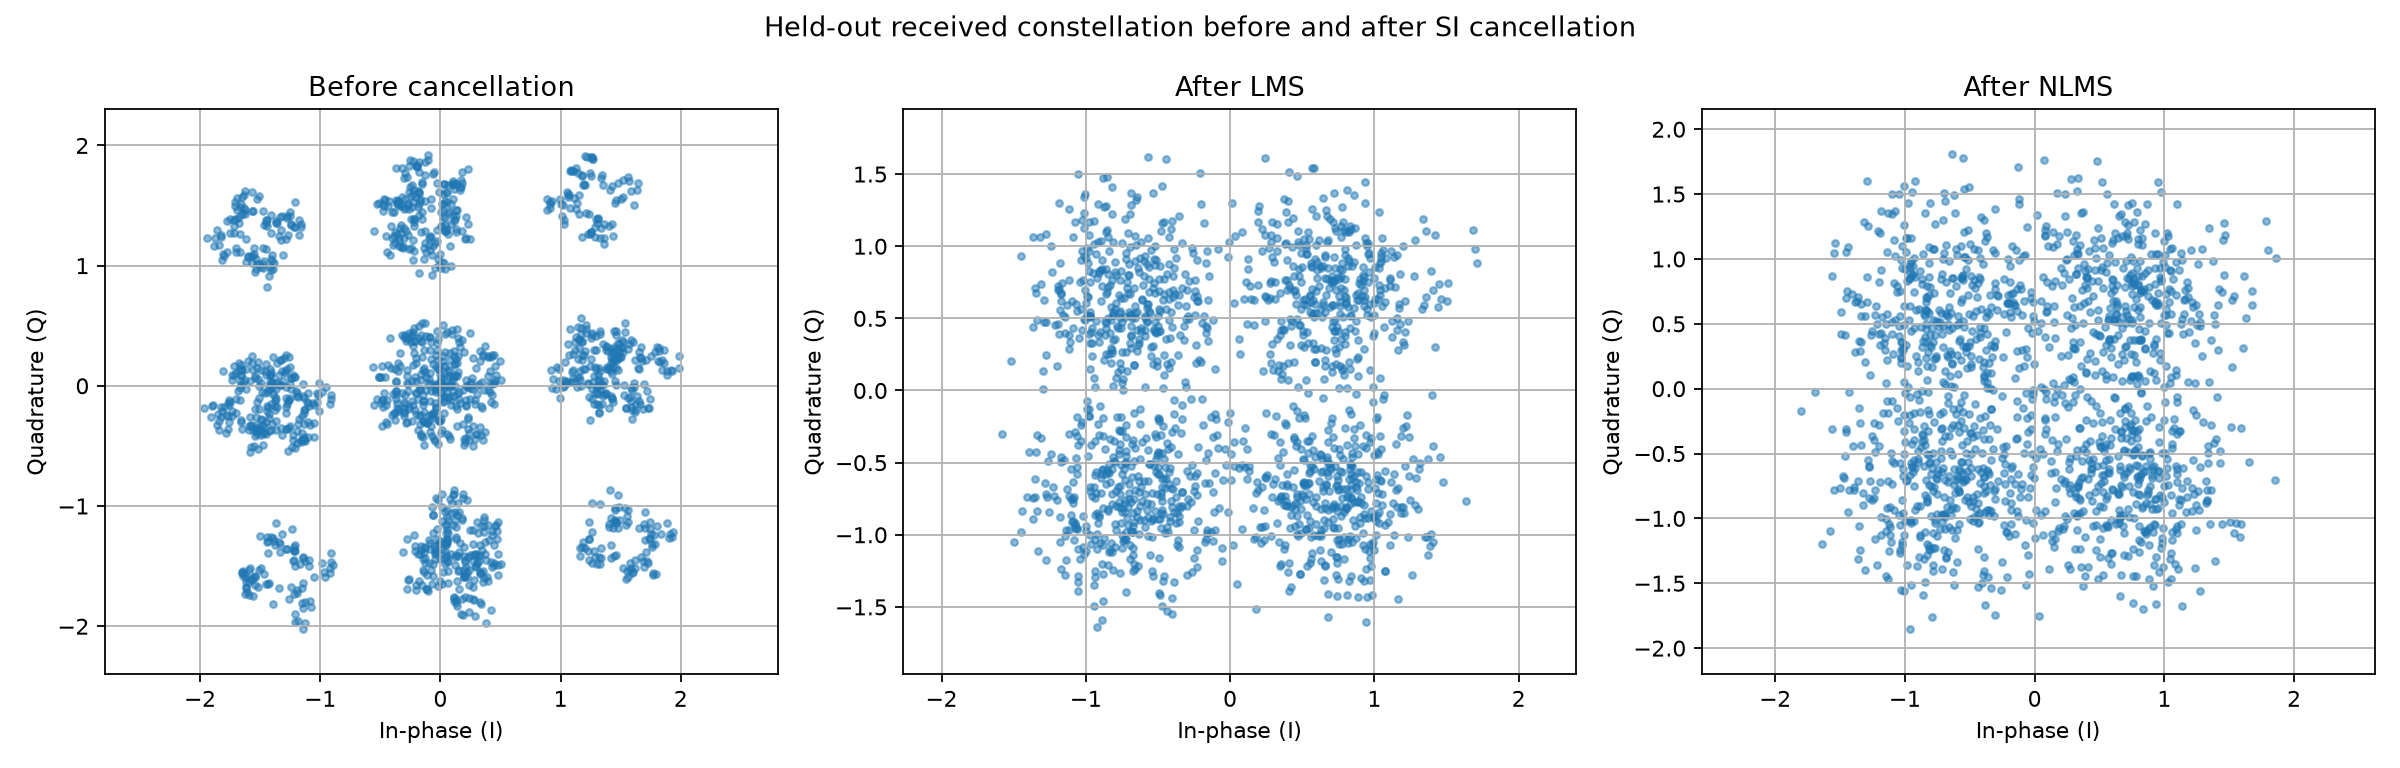 Held-out received constellation before and after SI cancellation
Before cancellation
Quadrature (Q)
2
1
0
−1
−2
−2 −1 0 1 2
In-phase (I)
After LMS
Quadrature (Q)
1.5
1.0
0.5
0.0
−0.5
−1.0
−1.5
−2 −1 0 1 2
In-phase (I)
After NLMS
Quadrature (Q)
2.0
1.5
1.0
0.5
0.0
−0.5
−1.0
−1.5
−2.0
−2 −1 0 1 2
In-phase (I)